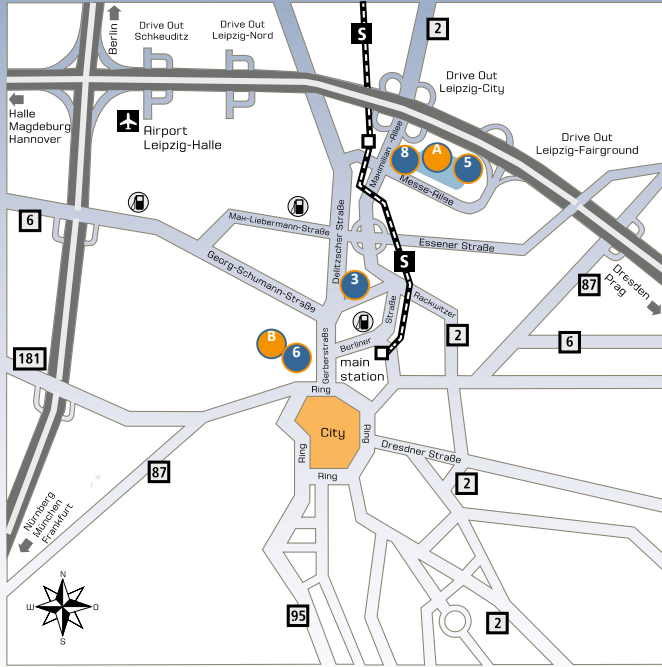 Berlin
Drive Out
Schkeuditz
Drive Out
Leipzig-Nord
S
2
Drive Out
Leipzig-City
Halle
Magdeburg
Hannover
Airport
Leipzig-Halle
Maximilian-Allee
8
A
5
Messe-Allee
Drive Out
Leipzig-Fairground
6
Max-Liebermann-Straße
Delitzscher Straße
Essener Straße
S
Georg-Schumann-Straße
3
Dresden
Prag
87
Rackwitzer
Straße
2
6
B
6
Gerberstraße
Berliner
main
station
181
Ring
City
Ring
Ring
Ring
Dresdner Straße
87
2
Nürnberg
München
Frankfurt
N
W
O
S
95
2